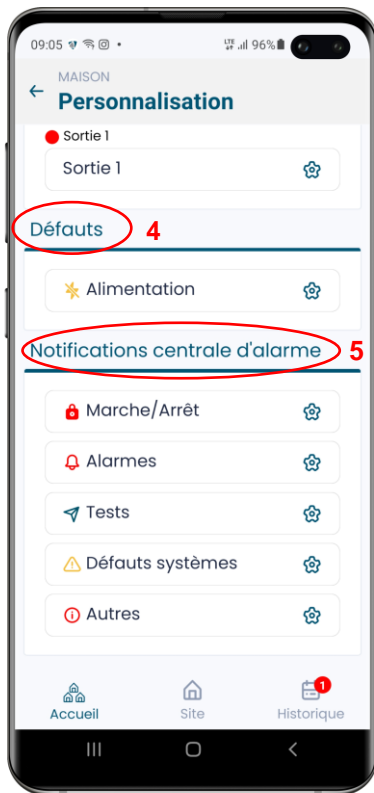 09:05 LTE 96%
MAISON
Personnalisation
Sortie 1
Sortie 1
Défauts 4
Alimentation
Notifications centrale d'alarme 5
Marche/Arrêt
Alarmes
Tests
Défauts systèmes
Autres
1
Accueil Site Historique